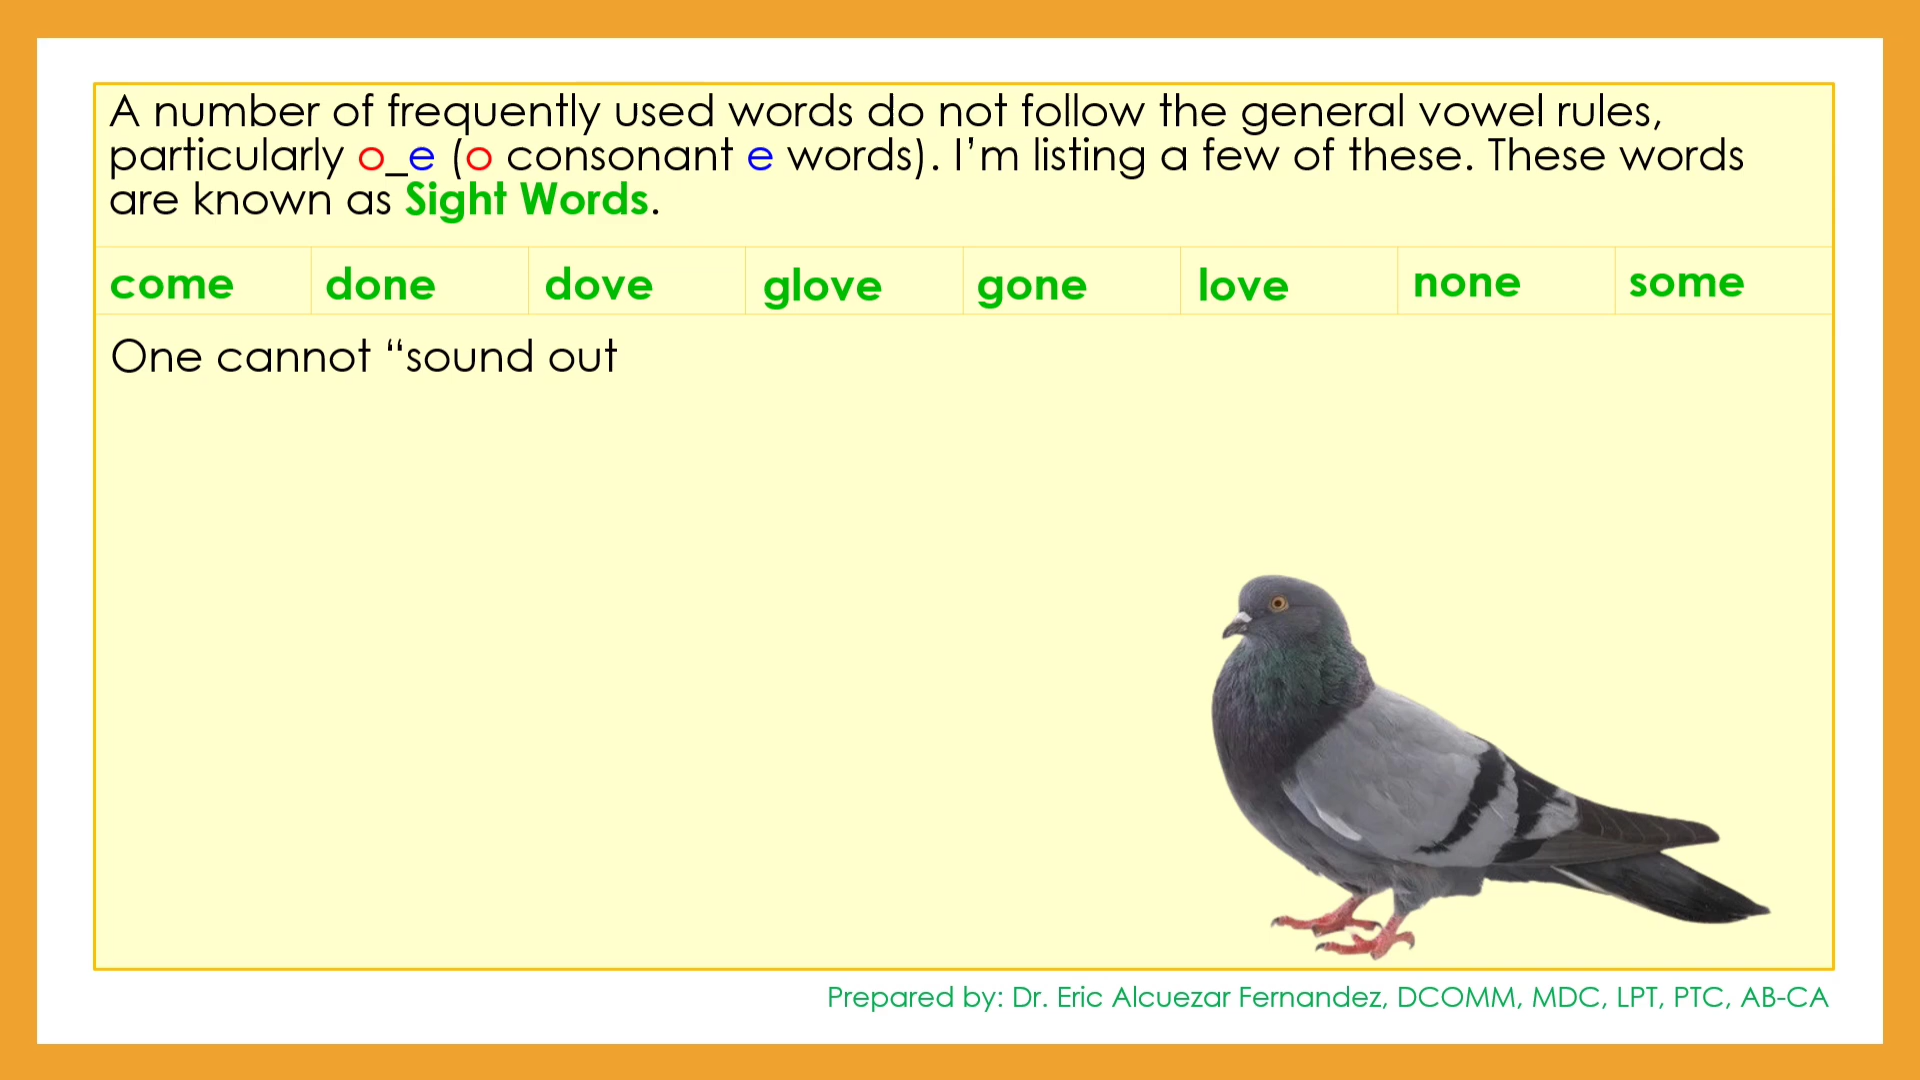 A number of frequently used words do not follow the general vowel rules,
particularly o_e (o consonant e words). I’m listing a few of these. These words
are known as Sight Words.
come done dove glove gone love none some
One cannot “sound out
Prepared by: Dr. Eric Alcuezar Fernandez, DCOMM, MDC, LPT, PTC, AB-CA